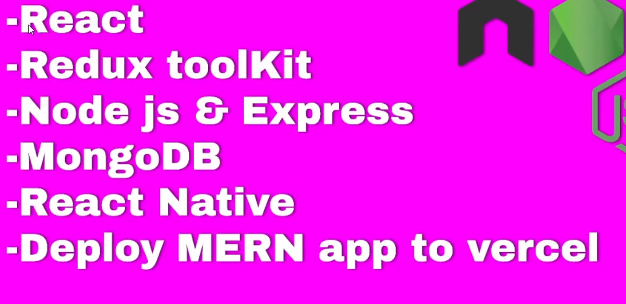 -React
-Redux toolKit
-Node js & Express
-MongoDB
-React Native
-Deploy MERN app to vercel